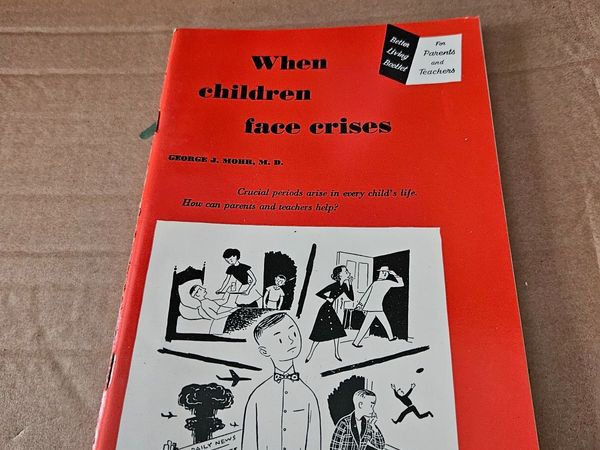 Better
Living
Booklet
For
Parents
and
Teachers
When
children
face crises
GEORGE J. MOHR, M. D.
Crucial periods arise in every child's life.
How can parents and teachers help?
DAILY NEWS